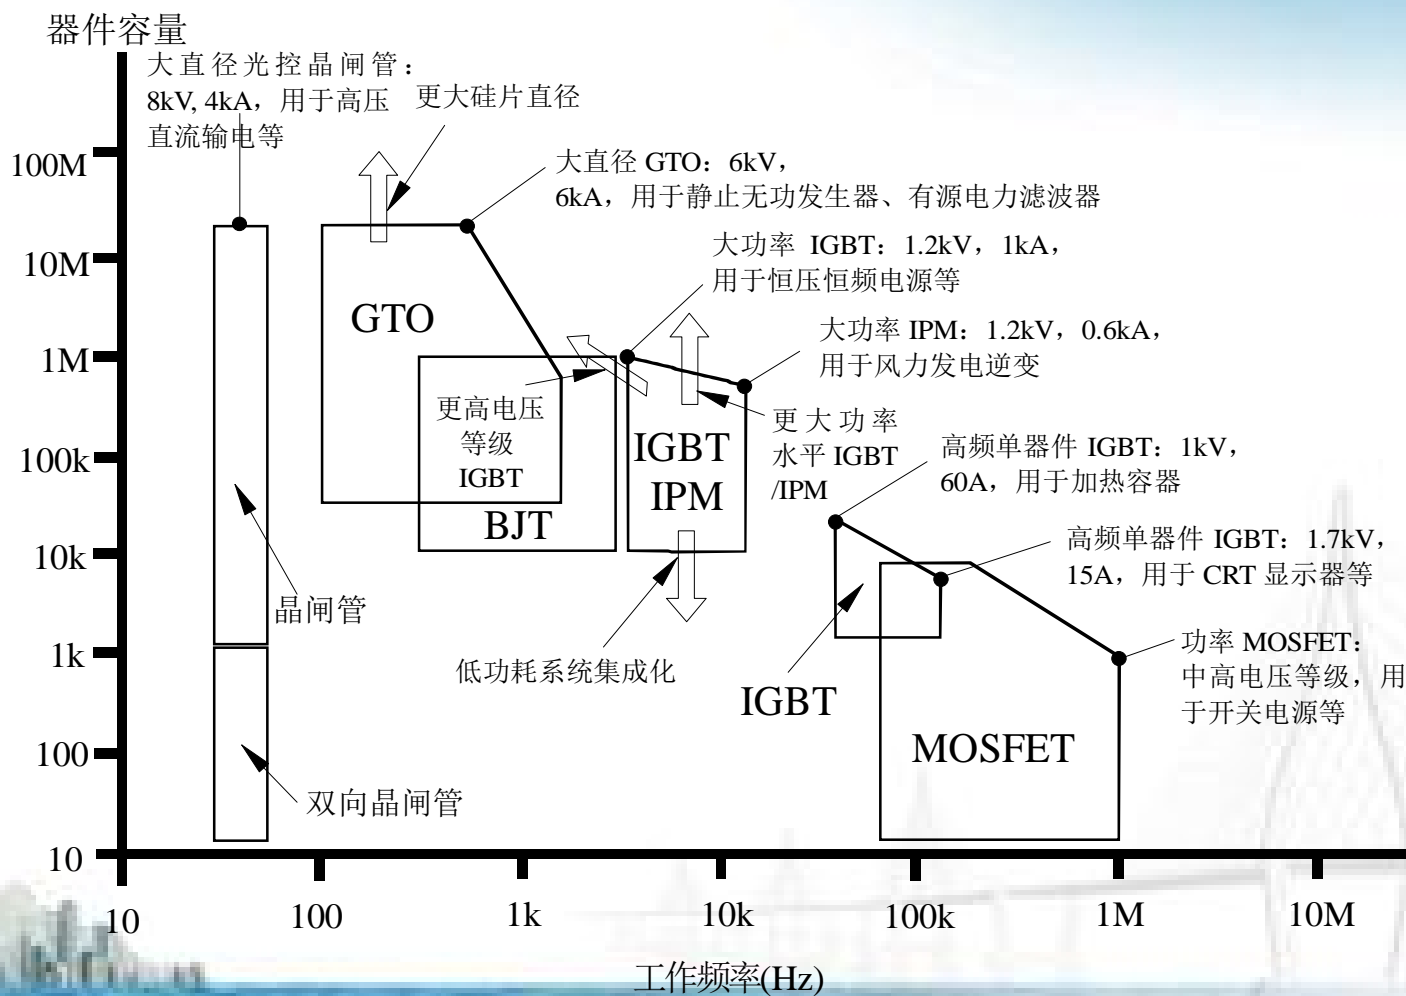 器件容量
大直径光控晶闸管：
8kV, 4kA，用于高压
直流输电等
更大硅片直径
100M
大直径 GTO：6kV，
6kA，用于静止无功发生器、有源电力滤波器
大功率 IGBT：1.2kV，1kA，
用于恒压恒频电源等
10M
GTO
大功率 IPM：1.2kV，0.6kA，
用于风力发电逆变
1M
更高电压
等级
IGBT
更大功率
水平 IGBT
/IPM
IGBT
IPM
高频单器件 IGBT：1kV，
60A，用于加热容器
100k
BJT
高频单器件 IGBT：1.7kV，
15A，用于 CRT 显示器等
10k
晶闸管
1k
低功耗系统集成化
功率 MOSFET：
中高电压等级，用
于开关电源等
IGBT
MOSFET
100
双向晶闸管
10
10
100
1k
10k
100k
1M
10M
工作频率(Hz)